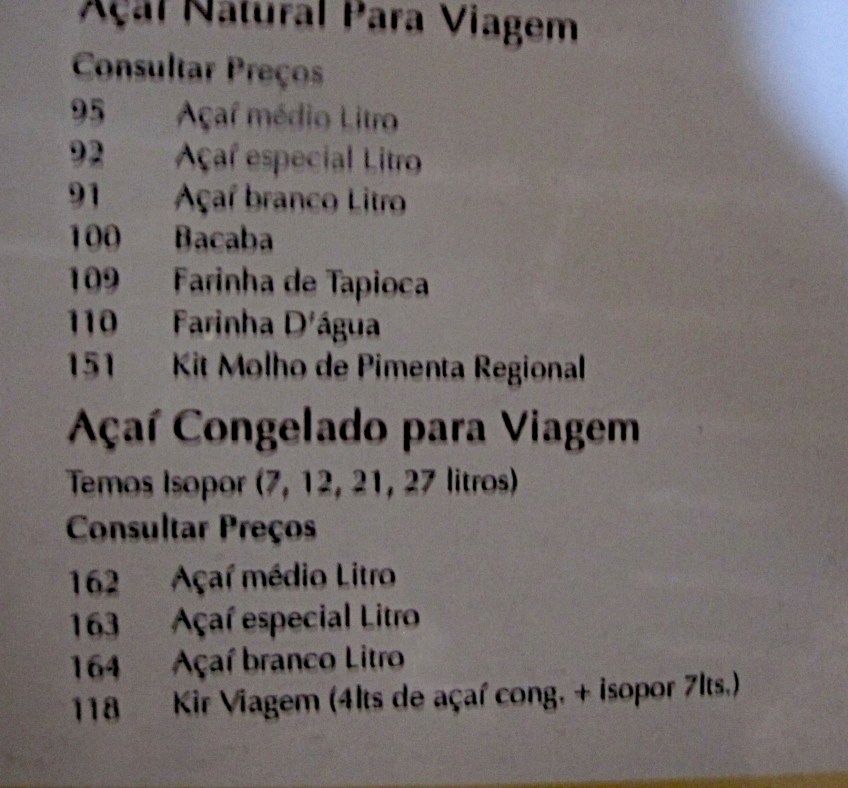 Açaí Natural Para Viagem
Consultar Preços
95 Açaí médio Litro
92 Açaí especial Litro
91 Açaí branco Litro
100 Bacaba
109 Farinha de Tapioca
110 Farinha D'água
151 Kit Molho de Pimenta Regional
Açaí Congelado para Viagem
Temos Isopor (7, 12, 21, 27 litros)
Consultar Preços
162 Açaí médio Litro
163 Açaí especial Litro
164 Açaí branco Litro
118 Kir Viagem (4lts de açaí cong. + isopor 7lts.)